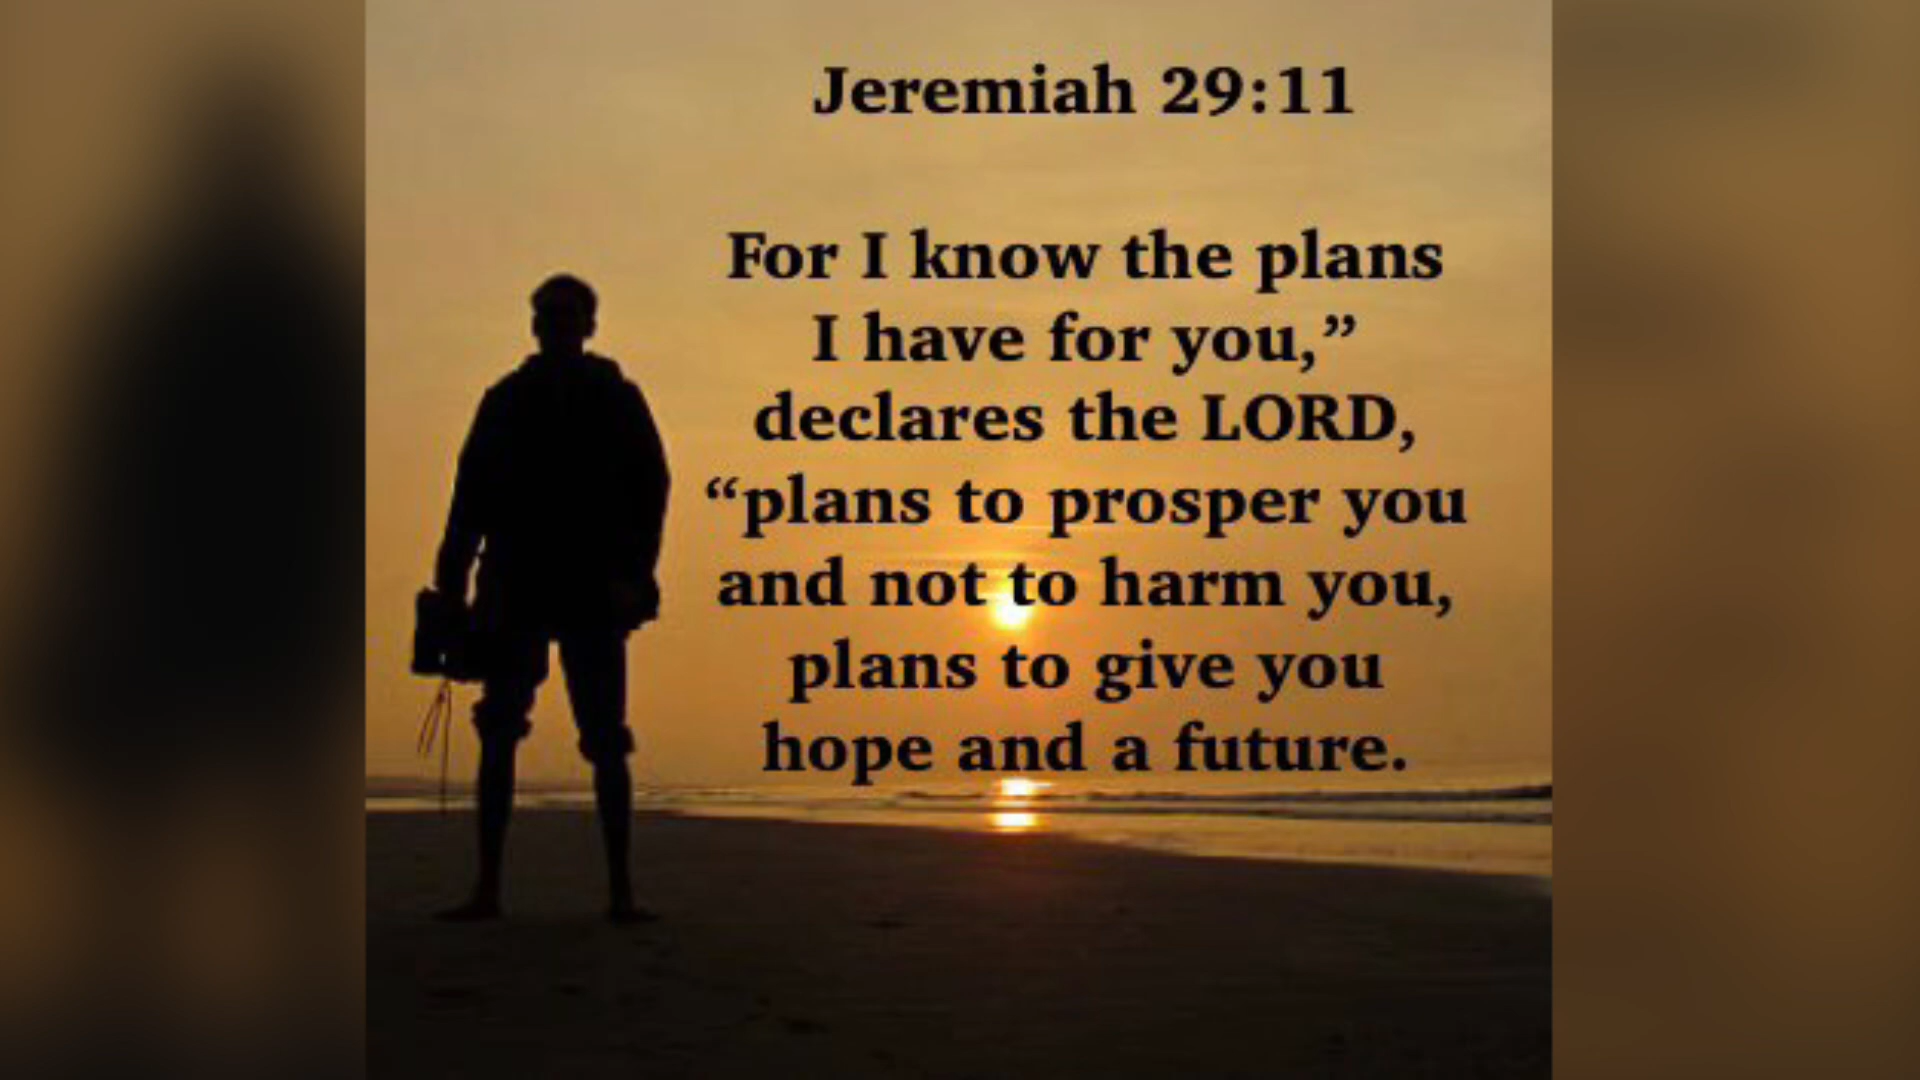 Jeremiah 29:11
For I know the plans
I have for you,”
declares the LORD,
“plans to prosper you
and not to harm you,
plans to give you
hope and a future.